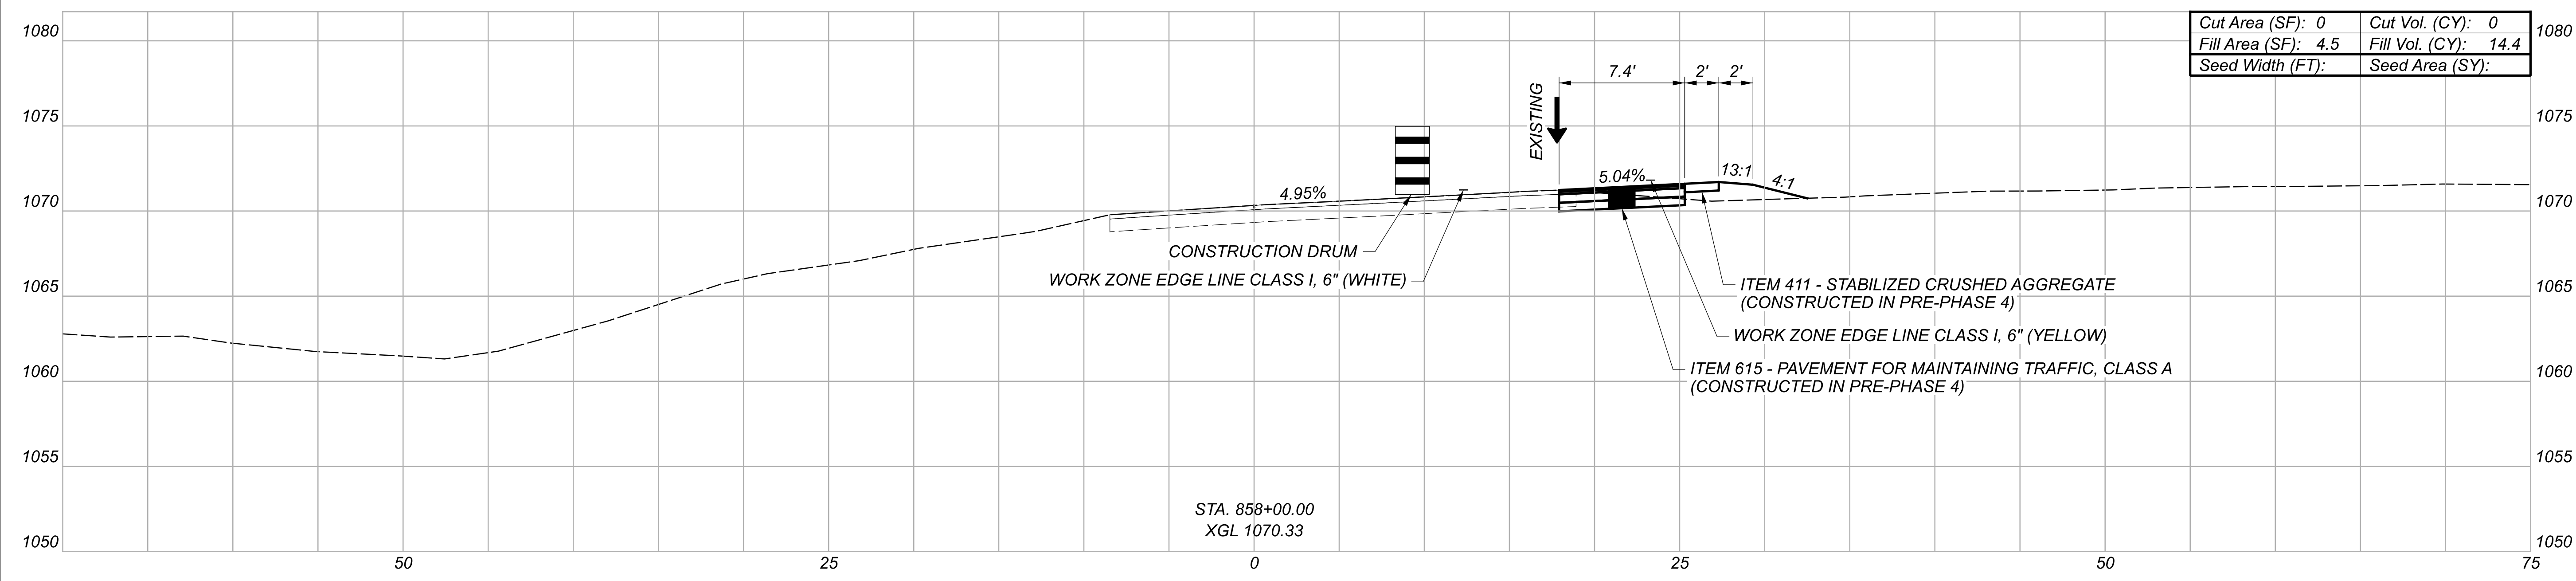 Cut Area (SF): 0 Cut Vol. (CY): 0
Fill Area (SF): 4.5 Fill Vol. (CY): 14.4
Seed Width (FT): Seed Area (SY):
1080 1080
7.4' 2' 2'
EXISTING
1075 1075
5.04% 13:1 4:1
4.95%
1070 1070
CONSTRUCTION DRUM
WORK ZONE EDGE LINE CLASS I, 6" (WHITE)
ITEM 411 - STABILIZED CRUSHED AGGREGATE
(CONSTRUCTED IN PRE-PHASE 4)
1065 1065
WORK ZONE EDGE LINE CLASS I, 6" (YELLOW)
ITEM 615 - PAVEMENT FOR MAINTAINING TRAFFIC, CLASS A
(CONSTRUCTED IN PRE-PHASE 4)
1060 1060
1055 1055
STA. 858+00.00
XGL 1070.33
1050 1050
50 25 0 25 50 75